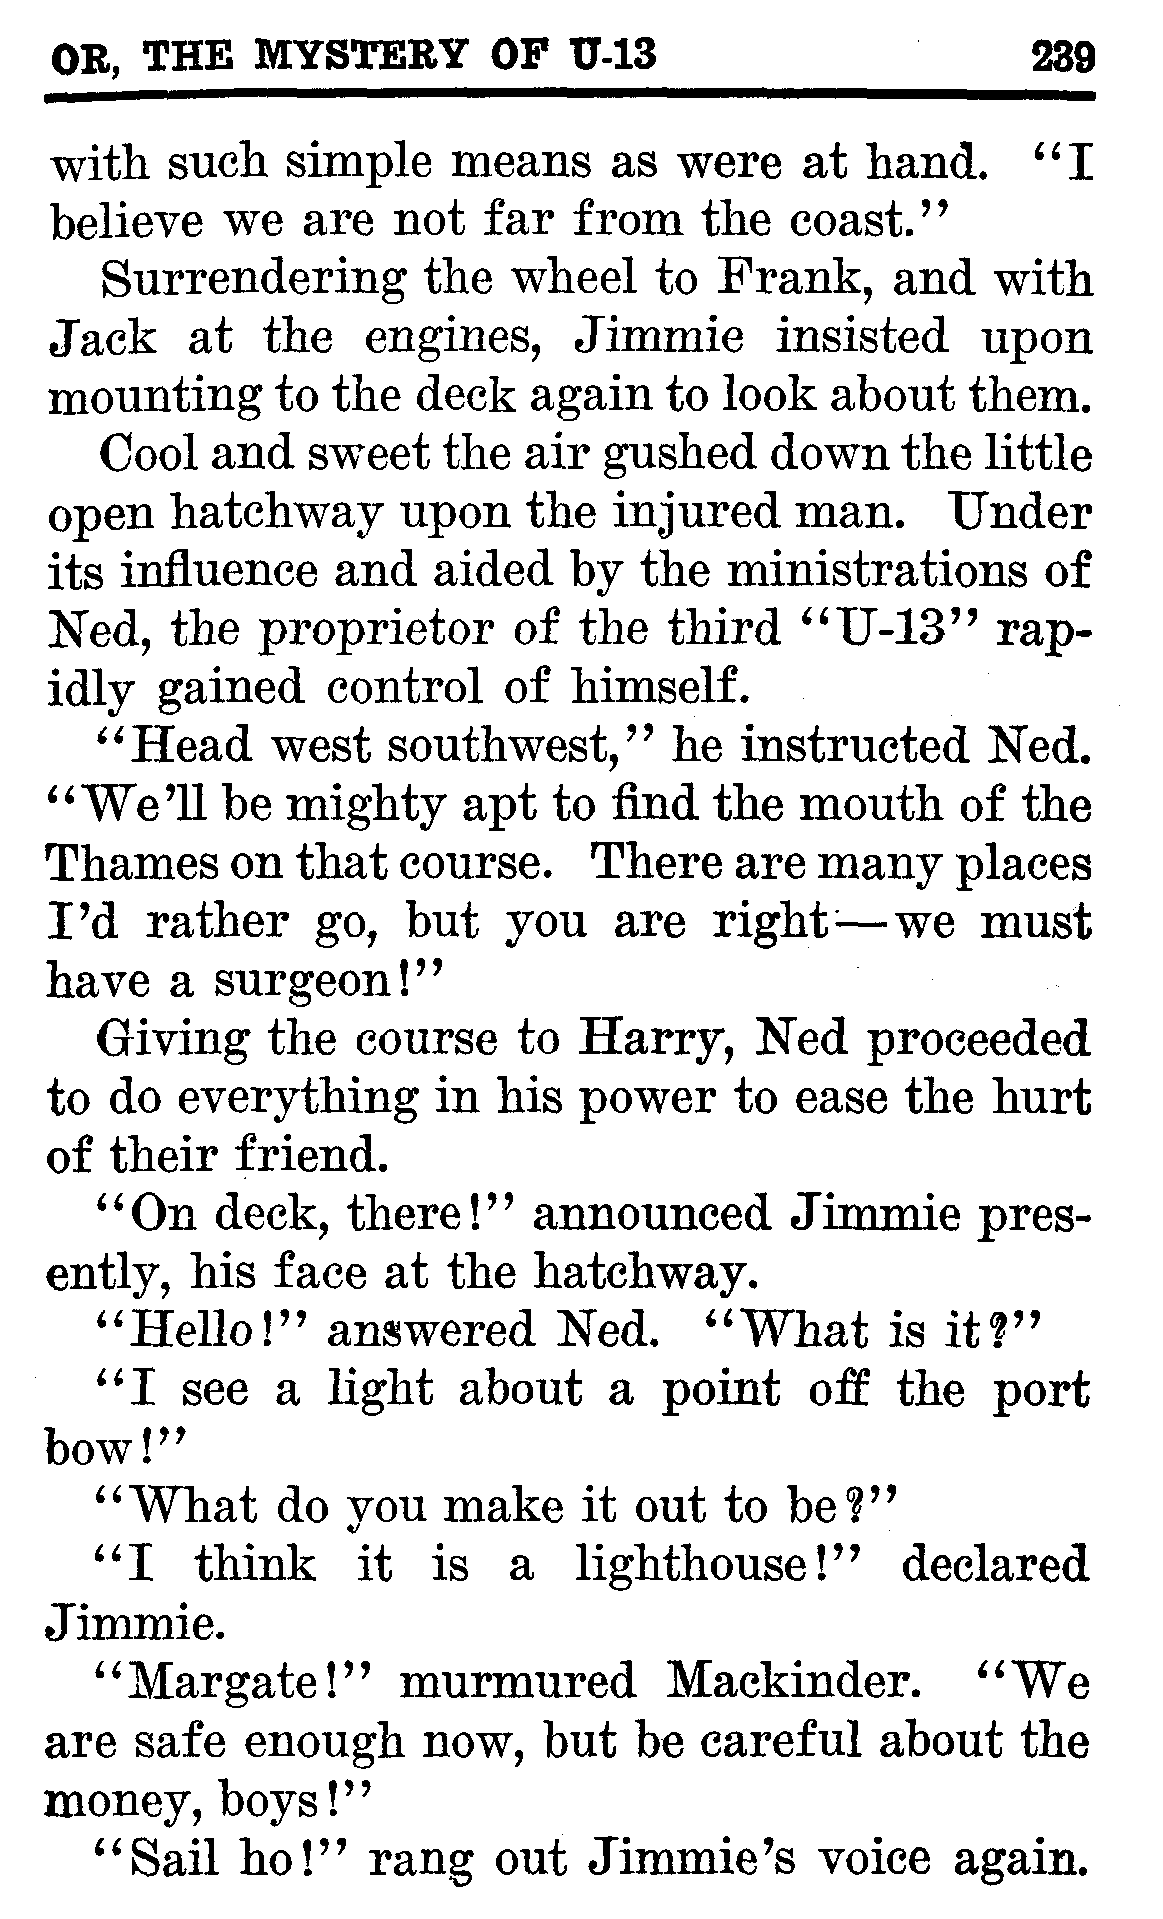 OR, THE MYSTERY OF U-13 239
with such simple means as were at hand. "I
believe we are not far from the coast."
Surrendering the wheel to Frank, and with
Jack at the engines, Jimmie insisted upon
mounting to the deck again to look about them.
Cool and sweet the air gushed down the little
open hatchway upon the injured man. Under
its influence and aided by the ministrations of
Ned, the proprietor of the third "U-13" rap-
idly gained control of himself.
"Head west southwest," he instructed Ned.
"We'll be mighty apt to find the mouth of the
Thames on that course. There are many places
I'd rather go, but you are right—we must
have a surgeon!"
Giving the course to Harry, Ned proceeded
to do everything in his power to ease the hurt
of their friend.
"On deck, there!" announced Jimmie pres-
ently, his face at the hatchway.
"Hello!" answered Ned. "What is it?"
"I see a light about a point off the port
bow!"
"What do you make it out to be?"
"I think it is a lighthouse!" declared
Jimmie.
"Margate!" murmured Mackinder. "We
are safe enough now, but be careful about the
money, boys!"
"Sail ho!" rang out Jimmie's voice again.